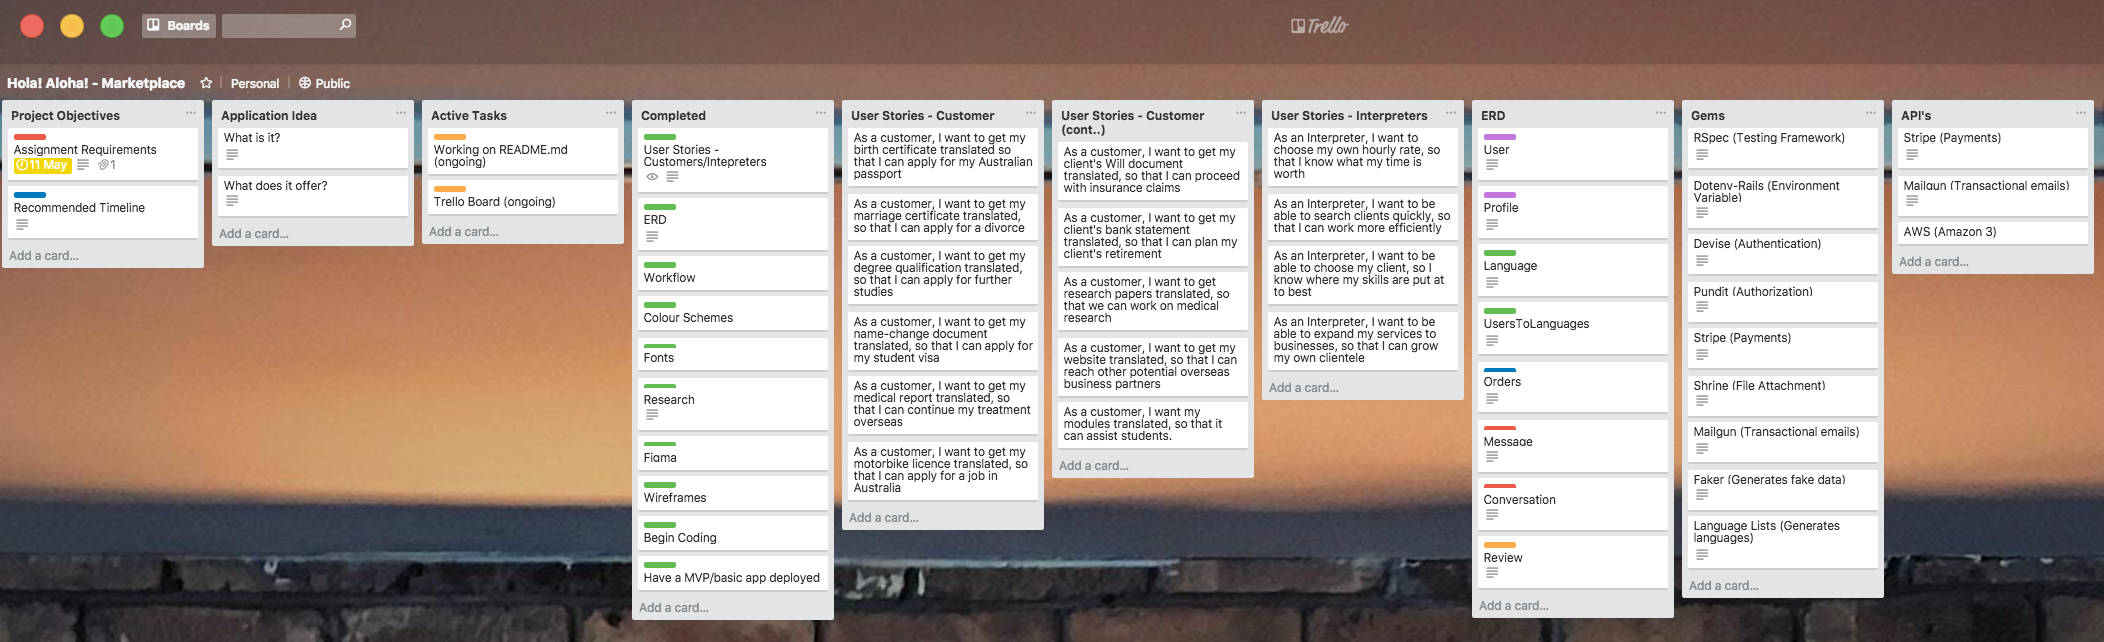 Boards
Trello
Hola! Aloha! - Marketplace
Personal
Public
Project Objectives
Assignment Requirements
11 May
1
Recommended Timeline
Add a card...
Application Idea
What is it?
What does it offer?
Add a card...
Active Tasks
Working on README.md
(ongoing)
Trello Board (ongoing)
Add a card...
Completed
User Stories -
Customers/Intepreters
ERD
Workflow
Colour Schemes
Fonts
Research
Figma
Wireframes
Begin Coding
Have a MVP/basic app deployed
Add a card...
User Stories - Customer
As a customer, I want to get my
birth certificate translated so
that I can apply for my Australian
passport
As a customer, I want to get my
marriage certificate translated,
so that I can apply for a divorce
As a customer, I want to get my
degree qualification translated,
so that I can apply for further
studies
As a customer, I want to get my
name-change document
translated, so that I can apply for
my student visa
As a customer, I want to get my
medical report translated, so
that I can continue my treatment
overseas
As a customer, I want to get my
motorbike licence translated, so
that I can apply for a job in
Australia
Add a card...
User Stories - Customer
(cont..)
As a customer, I want to get my
client's Will document
translated, so that I can proceed
with insurance claims
As a customer, I want to get my
client's bank statement
translated, so that I can plan my
client's retirement
As a customer, I want to get
research papers translated, so
that we can work on medical
research
As a customer, I want to get my
website translated, so that I can
reach other potential overseas
business partners
As a customer, I want my
modules translated, so that it
can assist students.
Add a card...
User Stories - Interpreters
As an Interpreter, I want to
choose my own hourly rate, so
that I know what my time is
worth
As an Interpreter, I want to be
able to search clients quickly, so
that I can work more efficiently
As an Interpreter, I want to be
able to choose my client, so I
know where my skills are put at
to best
As an Interpreter, I want to be
able to expand my services to
businesses, so that I can grow
my own clientele
Add a card...
ERD
User
Profile
Language
UsersToLanguages
Orders
Message
Conversation
Review
Add a card...
Gems
RSpec (Testing Framework)
Dotenv-Rails (Environment
Variable)
Devise (Authentication)
Pundit (Authorization)
Stripe (Payments)
Shrine (File Attachment)
Mailgun (Transactional emails)
Faker (Generates fake data)
Language Lists (Generates
languages)
Add a card...
API's
Stripe (Payments)
Mailgun (Transactional emails)
AWS (Amazon 3)
Add a card...